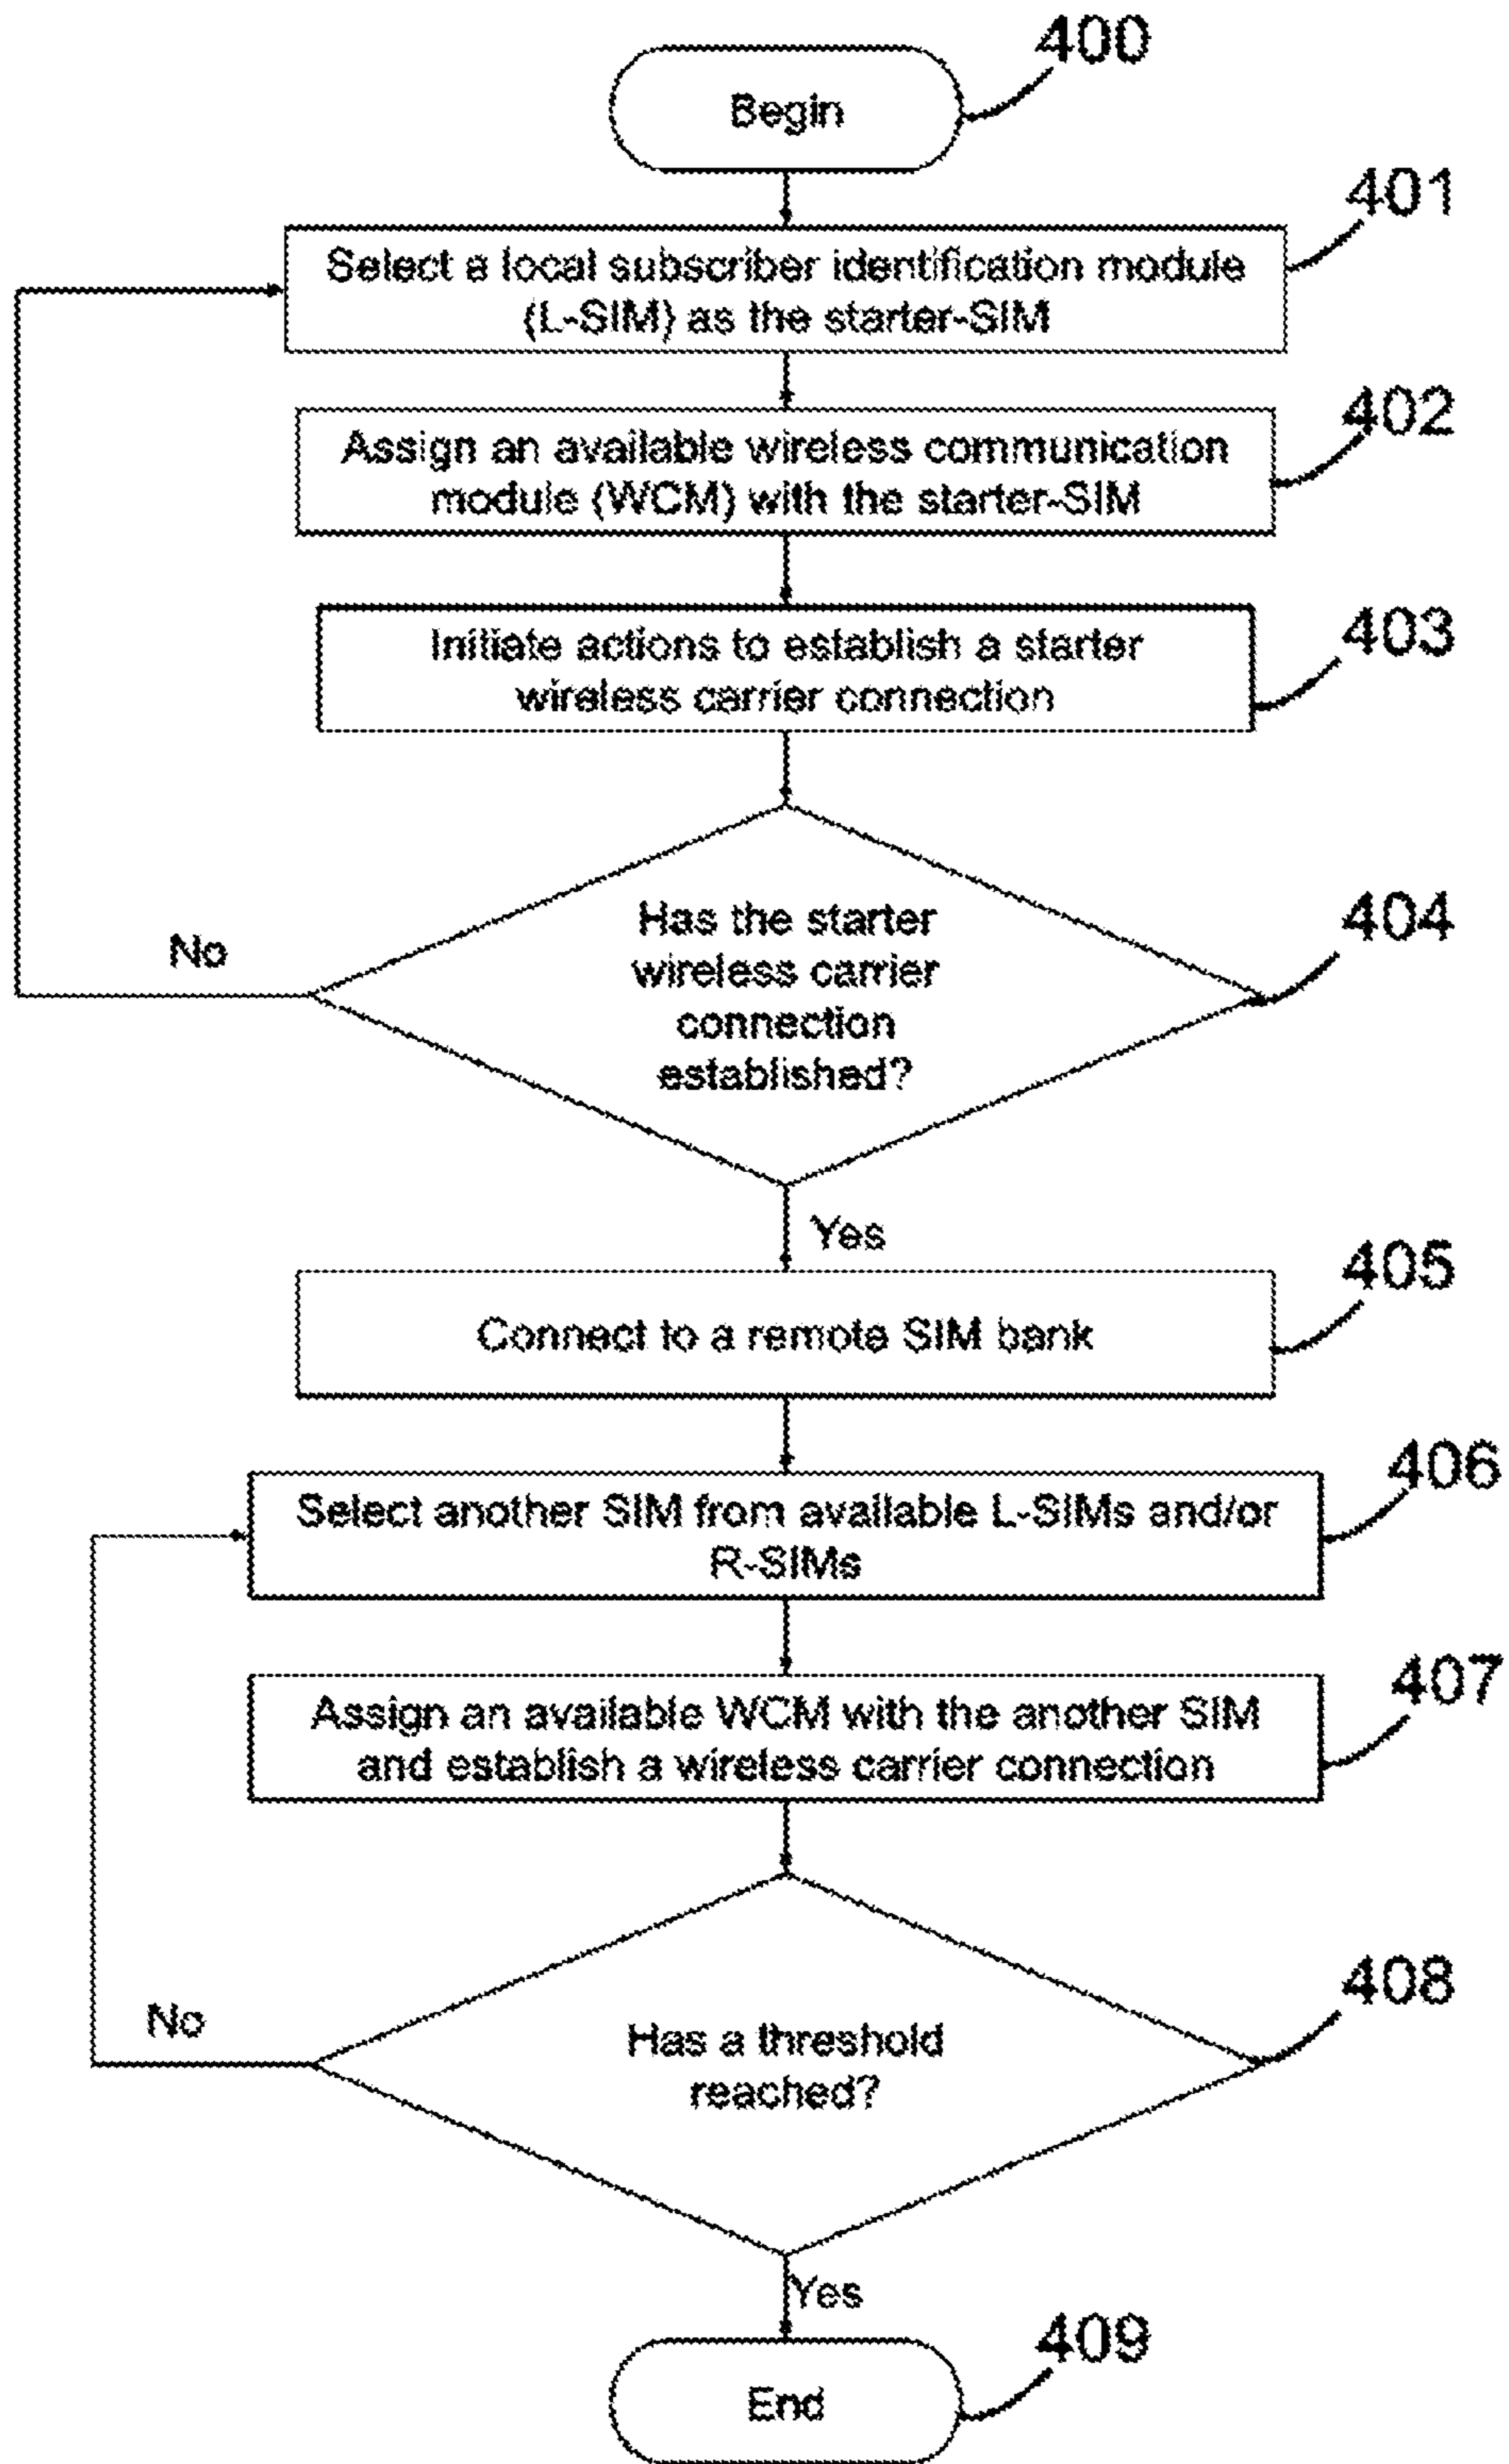 400
Begin
401
Select a local subscriber identification module
(L-SIM) as the starter-SIM
402
Assign an available wireless communication
module (WCM) with the starter-SIM
403
Initiate actions to establish a starter
wireless carrier connection
404
Has the starter
wireless carrier
connection
established?
No
Yes
405
Connect to a remote SIM bank
406
Select another SIM from available L-SIMs and/or
R-SIMs
407
Assign an available WCM with the another SIM
and establish a wireless carrier connection
408
Has a threshold
reached?
No
Yes
409
End